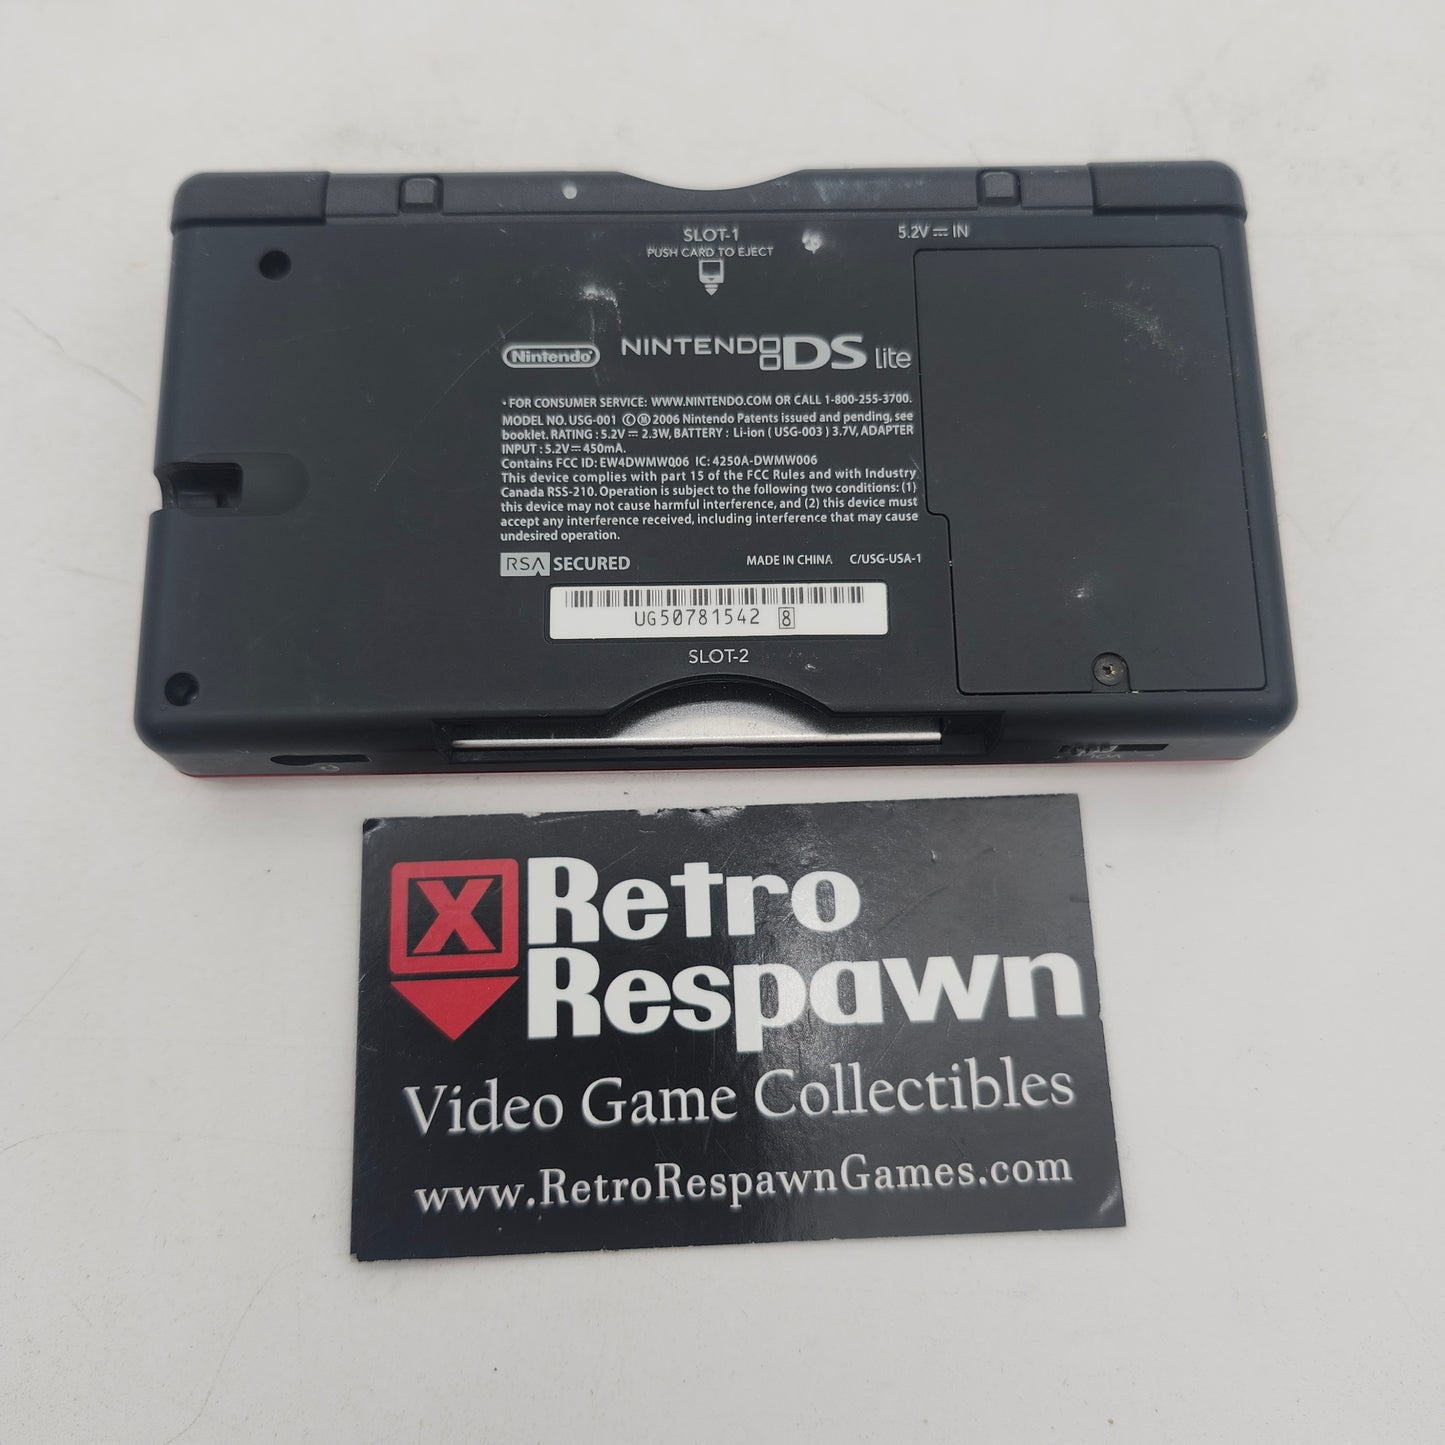 SLOT-1
PUSH CARD TO EJECT
5.2V ⎓ IN
Nintendo®
NINTENDO DS Lite
• FOR CONSUMER SERVICE: WWW.NINTENDO.COM OR CALL 1-800-255-3700.
MODEL NO. USG-001 Ⓒ Ⓜ 2006 Nintendo Patents issued and pending, see
booklet. RATING : 5.2V ⎓ 2.3W, BATTERY : Li-ion ( USG-003 ) 3.7V, ADAPTER
INPUT : 5.2V ⎓ 450mA.
Contains FCC ID: EW4DWMW006 IC: 4250A-DWMW006
This device complies with part 15 of the FCC Rules and with Industry
Canada RSS-210. Operation is subject to the following two conditions: (1)
this device may not cause harmful interference, and (2) this device must
accept any interference received, including interference that may cause
undesired operation.
RSA SECURED MADE IN CHINA C/USG-USA-1
UG50781542 8
SLOT-2
X Retro
Respawn
Video Game Collectibles
www.RetroRespawnGames.com